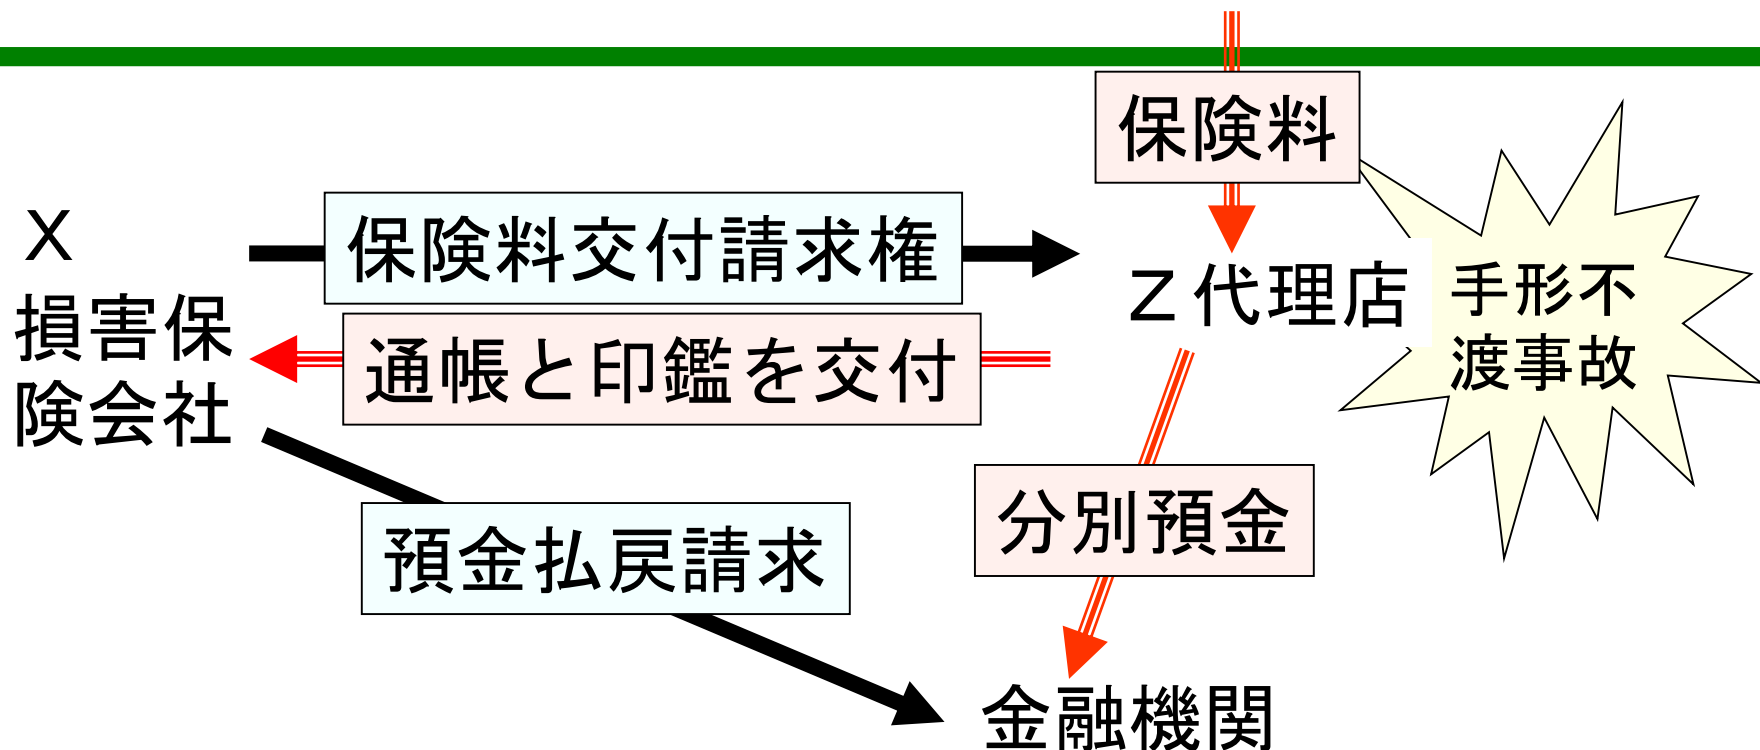 保険料
X
損害保
険会社
保険料交付請求権
通帳と印鑑を交付
Z代理店
手形不
渡事故
分別預金
預金払戻請求
金融機関